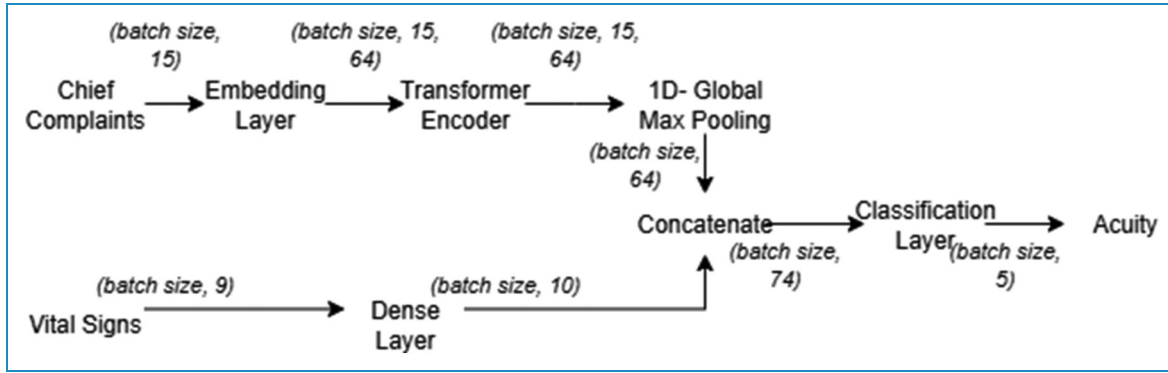 (batch size,
15)
(batch size, 15,
64)
(batch size, 15,
64)
Chief
Complaints
Embedding
Layer
Transformer
Encoder
1D- Global
Max Pooling
(batch size,
64)
Concatenate
Classification
Layer
Acuity
(batch size,
74)
(batch size,
5)
(batch size, 9)
(batch size, 10)
Vital Signs
Dense
Layer